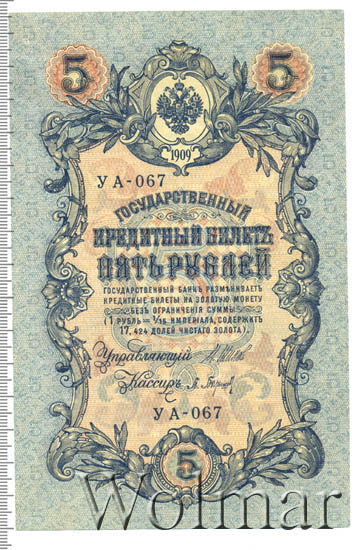 5 5
1909
УА-067
ГОСУДАРСТВЕННЫЙ
КРЕДИТНЫЙ БИЛЕТЪ
ПЯТЬ РУБЛЕЙ
ГОСУДАРСТВЕННЫЙ БАНКЪ РАЗМѢНИВАЕТЪ
КРЕДИТНЫЕ БИЛЕТЫ НА ЗОЛОТУЮ МОНЕТУ
БЕЗЪ ОГРАНИЧЕНІЯ СУММЫ
(1 РУБЛЬ = 1/15 ИМПЕРІАЛА, СОДЕРЖИТЪ
17,424 ДОЛЕЙ ЧИСТАГО ЗОЛОТА).
Управляющій
Кассиръ
УА-067
5
Wolmar